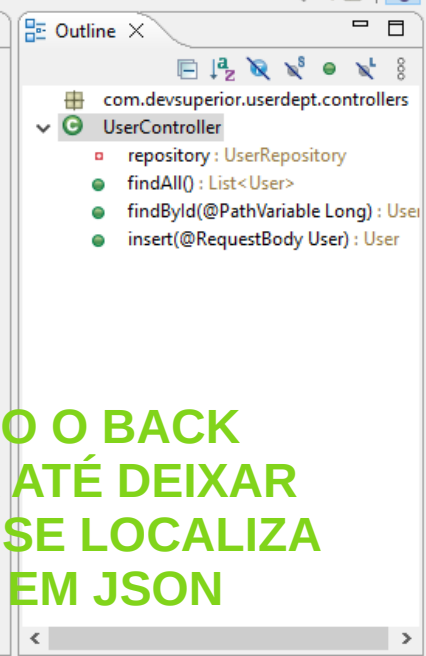 Outline
com.devsuperior.userdept.controllers
UserController
repository : UserRepository
findAll() : List<User>
findById(@PathVariable Long) : User
insert(@RequestBody User) : User
O O BACK
ATÉ DEIXAR
SE LOCALIZA
EM JSON